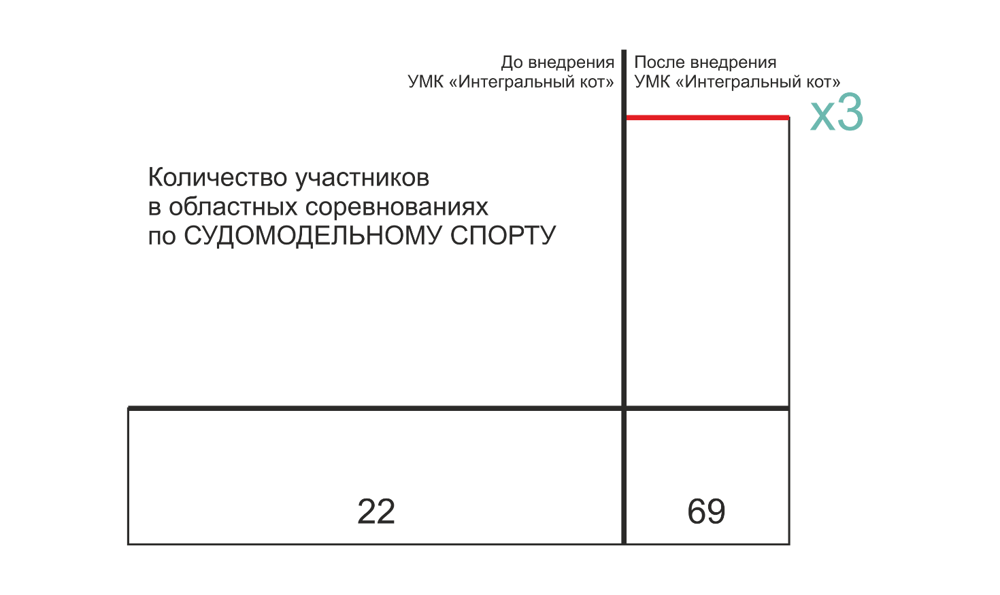 До внедрения
УМК «Интегральный кот»
После внедрения
УМК «Интегральный кот»
х3
Количество участников
в областных соревнованиях
по СУДОМОДЕЛЬНОМУ СПОРТУ
22
69